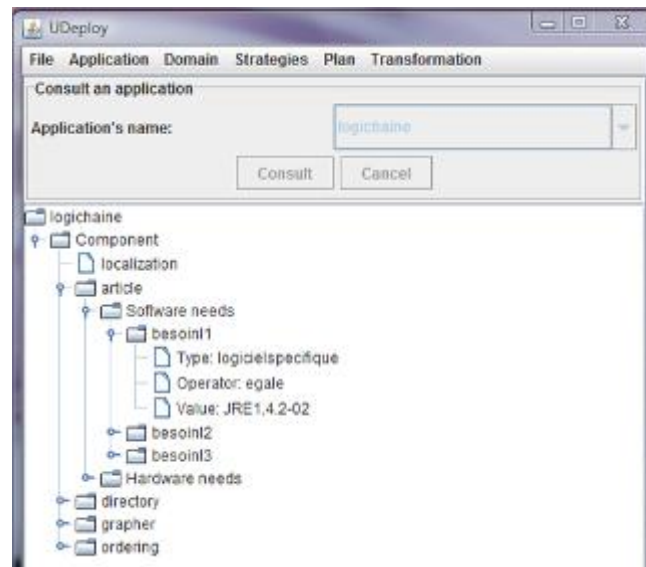 UDeploy
File Application Domain Strategies Plan Transformation
Consult an application
Application's name: logichaine
Consult Cancel
logichaine
Component
localization
article
Software needs
besoinl1
Type: logicielspecifique
Operator: egale
Value: JRE1.4.2-02
besoinl2
besoinl3
Hardware needs
directory
grapher
ordering